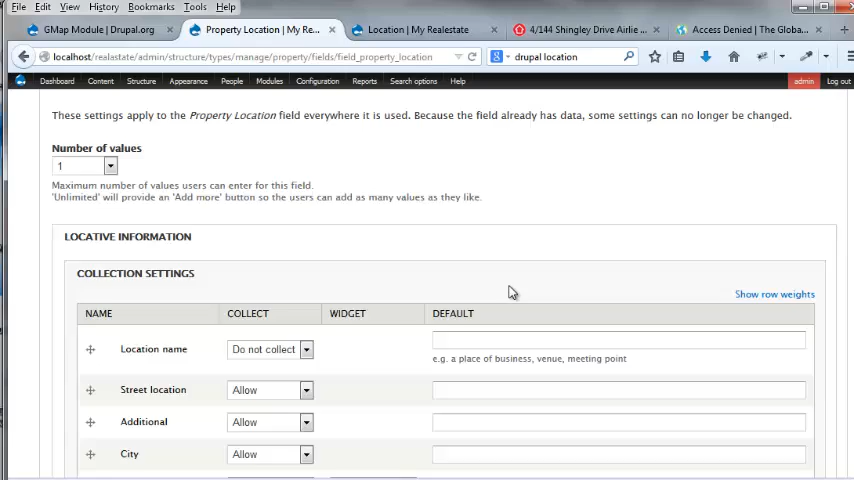 File Edit View History Bookmarks Tools Help
GMap Module | Drupal.org × Property Location | My Re... × Location | My Realestate × 4/144 Shingley Drive Airlie ... × Access Denied | The Globa... ×
localhost/realastate/admin/structure/types/manage/property/fields/field_property_location drupal location
Dashboard Content Structure Appearance People Modules Configuration Reports Search options Help admin Log out
These settings apply to the Property Location field everywhere it is used. Because the field already has data, some settings can no longer be changed.
Number of values
1
Maximum number of values users can enter for this field.
'Unlimited' will provide an 'Add more' button so the users can add as many values as they like.
LOCATIVE INFORMATION
COLLECTION SETTINGS
Show row weights
NAME COLLECT WIDGET DEFAULT
Location name Do not collect
e.g. a place of business, venue, meeting point
Street location Allow
Additional Allow
City Allow